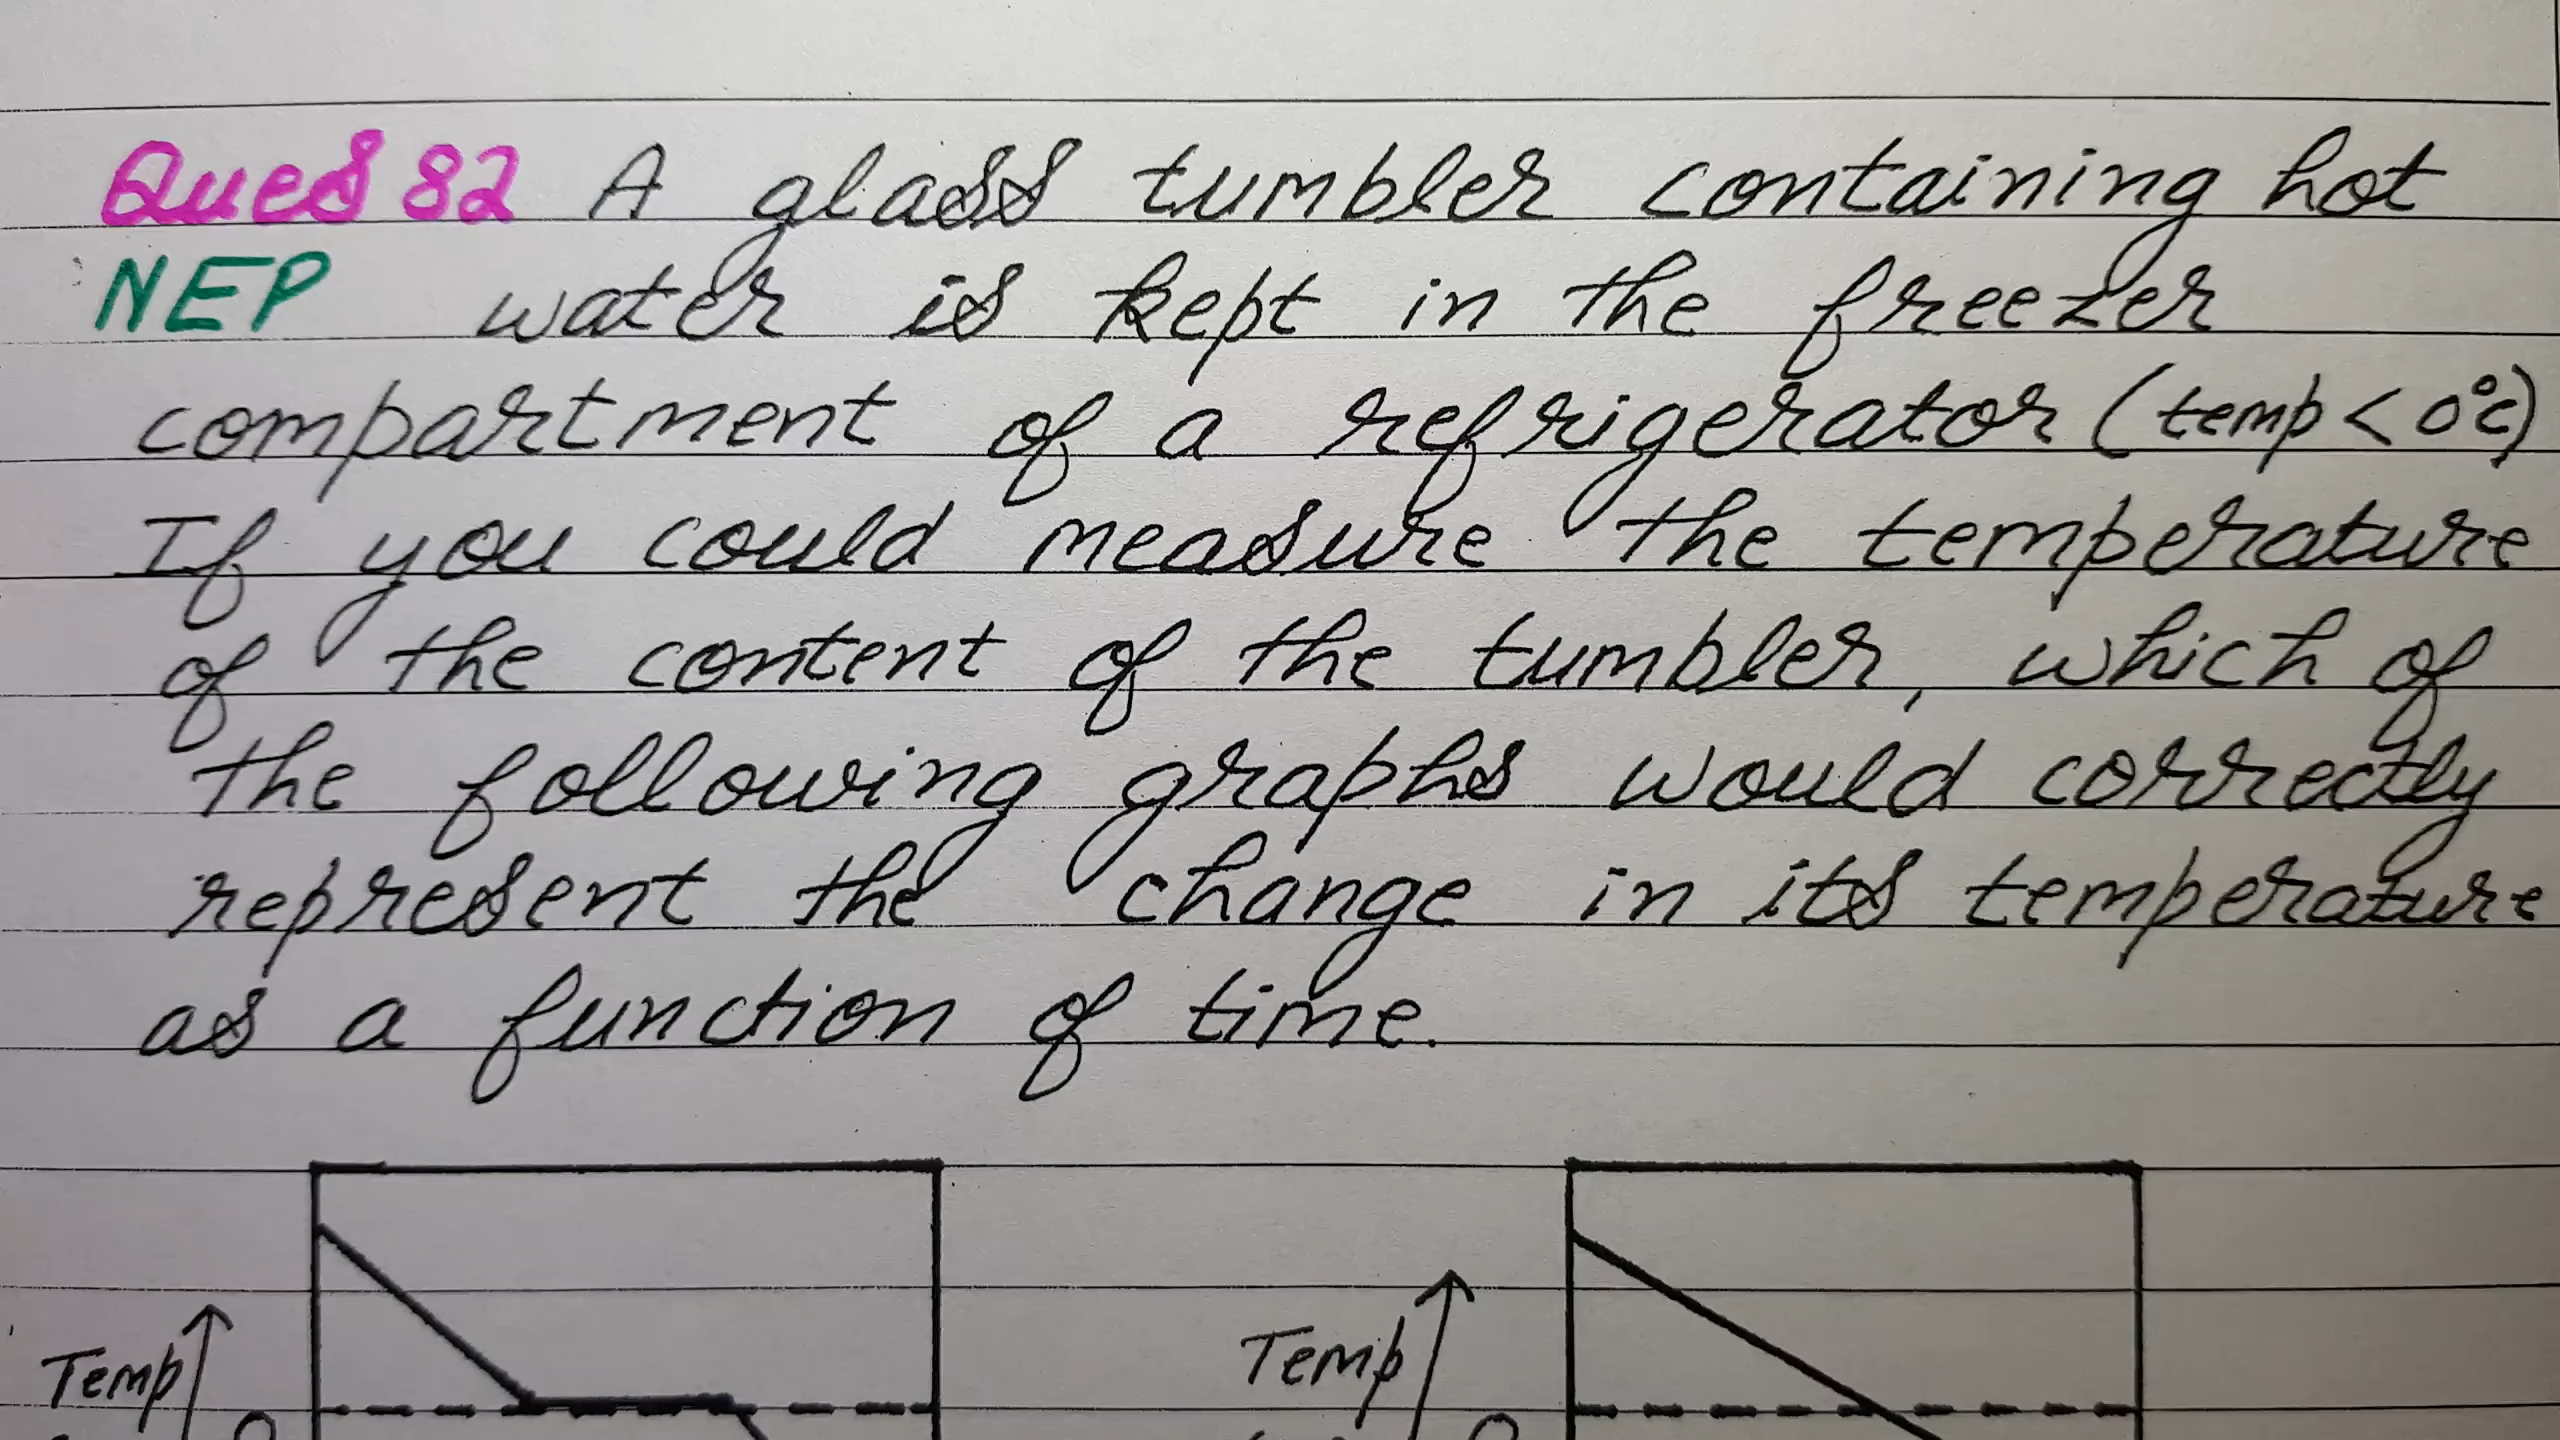 Ques 82 A glass tumbler containing hot
NEP water is kept in the freezer
compartment of a refrigerator (temp < 0°c)
If you could measure the temperature
of the content of the tumbler, which of
the following graphs would correctly
represent the change in its temperature
as a function of time.
Temp
0
Temp
0